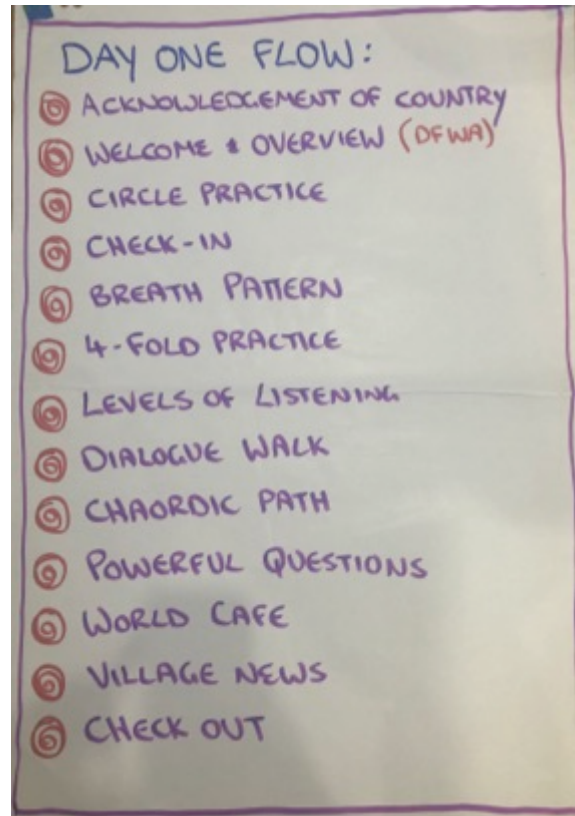 DAY ONE FLOW:
ACKNOWLEDGEMENT OF COUNTRY
WELCOME & OVERVIEW (DFWA)
CIRCLE PRACTICE
CHECK-IN
BREATH PATTERN
4-FOLD PRACTICE
LEVELS OF LISTENING
DIALOGUE WALK
CHAORDIC PATH
POWERFUL QUESTIONS
WORLD CAFE
VILLAGE NEWS
CHECK OUT